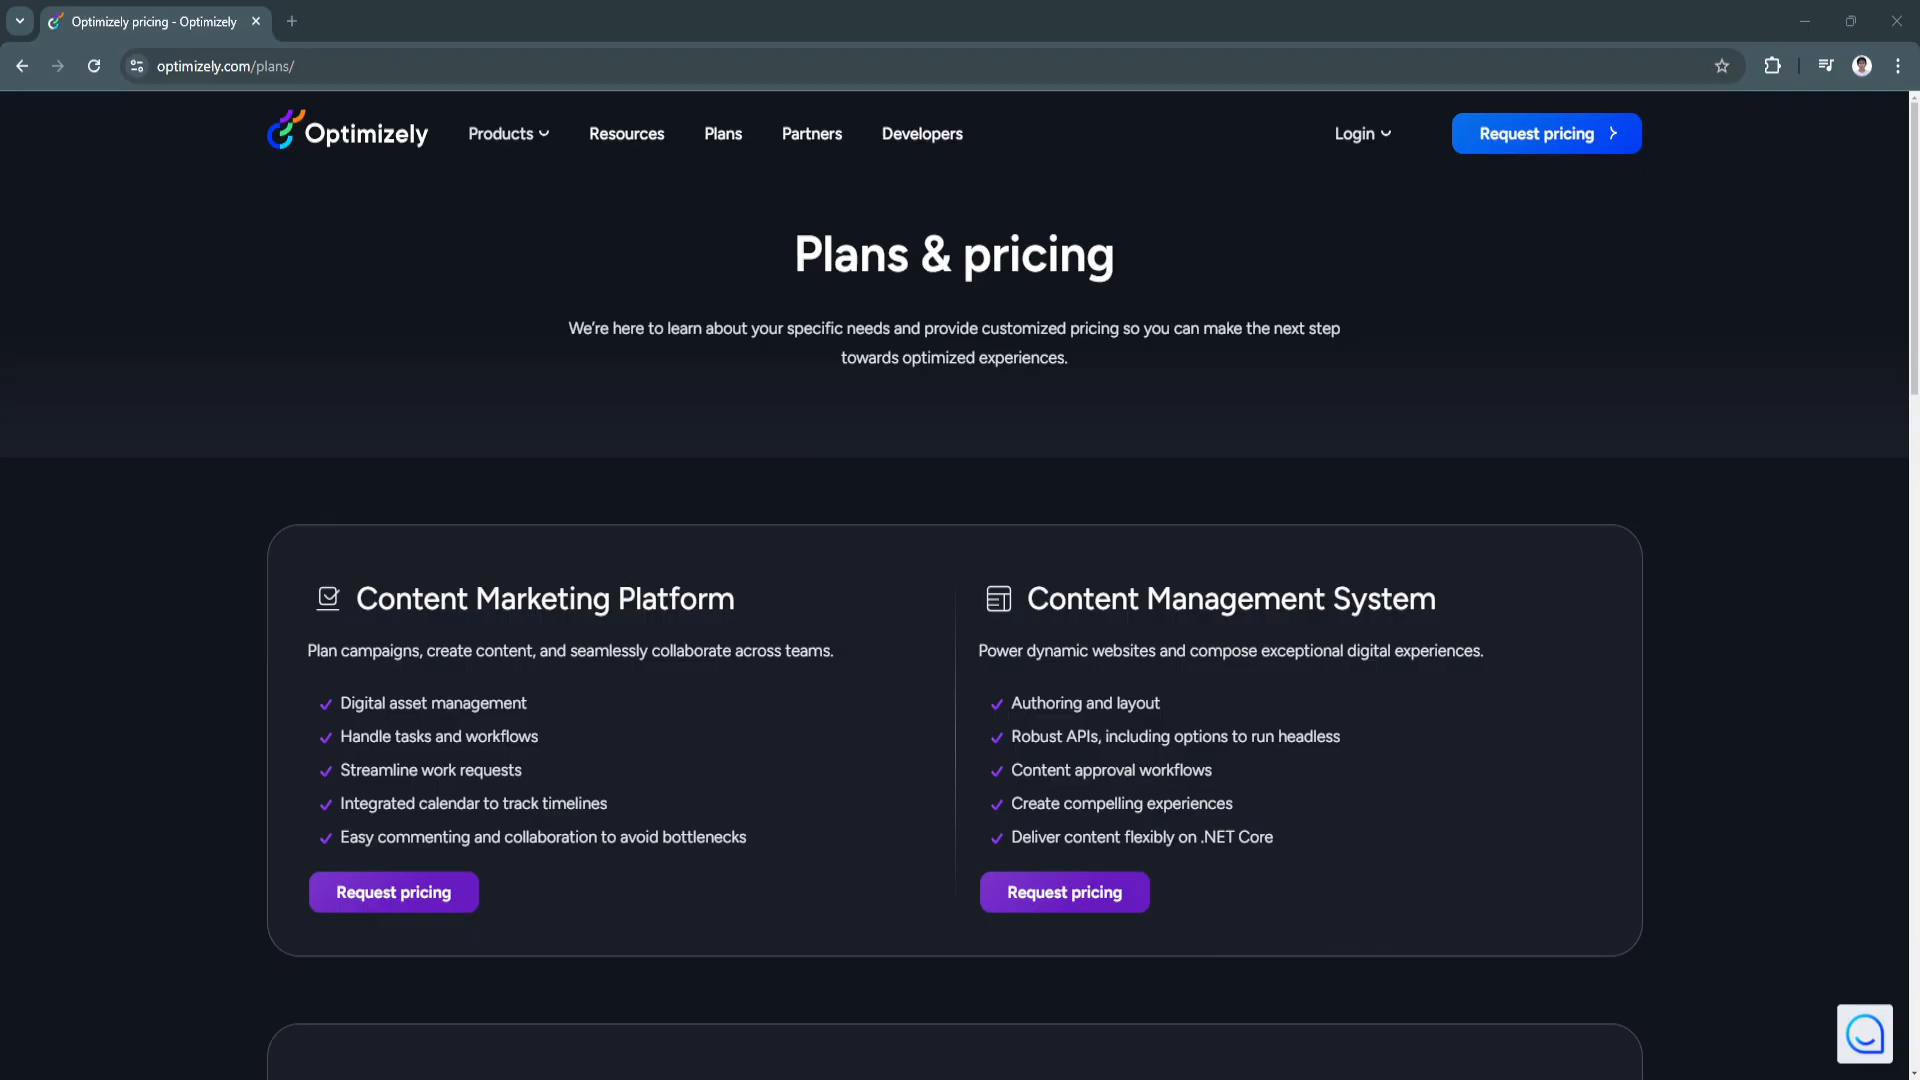 Optimizely pricing - Optimizely
optimizely.com/plans/
Optimizely
Products
Resources
Plans
Partners
Developers
Login
Request pricing
Plans & pricing
We’re here to learn about your specific needs and provide customized pricing so you can make the next step
towards optimized experiences.
Content Marketing Platform
Plan campaigns, create content, and seamlessly collaborate across teams.
Digital asset management
Handle tasks and workflows
Streamline work requests
Integrated calendar to track timelines
Easy commenting and collaboration to avoid bottlenecks
Request pricing
Content Management System
Power dynamic websites and compose exceptional digital experiences.
Authoring and layout
Robust APIs, including options to run headless
Content approval workflows
Create compelling experiences
Deliver content flexibly on .NET Core
Request pricing